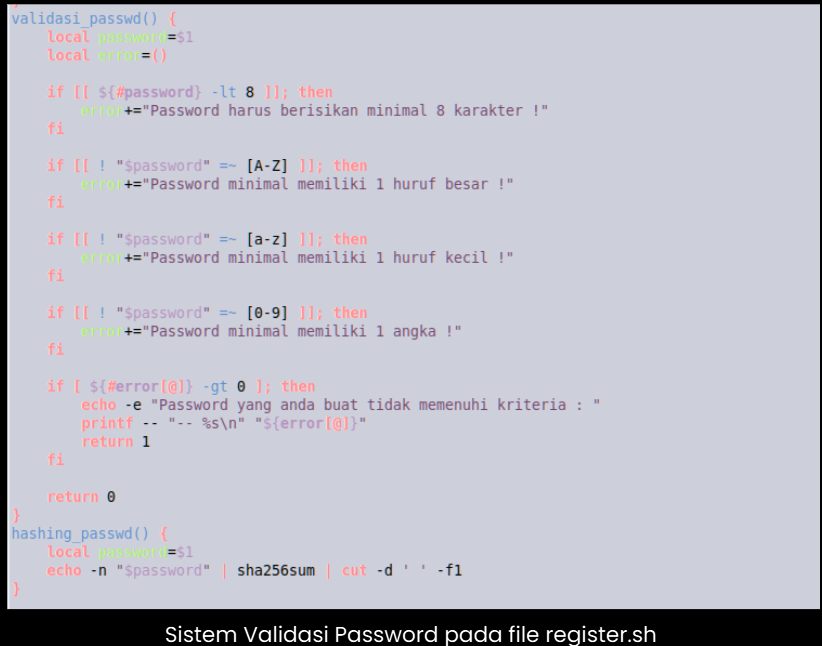 validasi_passwd() {
    local password=$1
    local error=()

    if [[ ${#password} -lt 8 ]]; then
        error+="Password harus berisikan minimal 8 karakter !"
    fi

    if [[ ! "$password" =~ [A-Z] ]]; then
        error+="Password minimal memiliki 1 huruf besar !"
    fi

    if [[ ! "$password" =~ [a-z] ]]; then
        error+="Password minimal memiliki 1 huruf kecil !"
    fi

    if [[ ! "$password" =~ [0-9] ]]; then
        error+="Password minimal memiliki 1 angka !"
    fi

    if [ ${#error[@]} -gt 0 ]; then
        echo -e "Password yang anda buat tidak memenuhi kriteria : "
        printf -- "-- %s\n" "${error[@]}"
        return 1
    fi

    return 0
}
hashing_passwd() {
    local password=$1
    echo -n "$password" | sha256sum | cut -d ' ' -f1
}
Sistem Validasi Password pada file register.sh